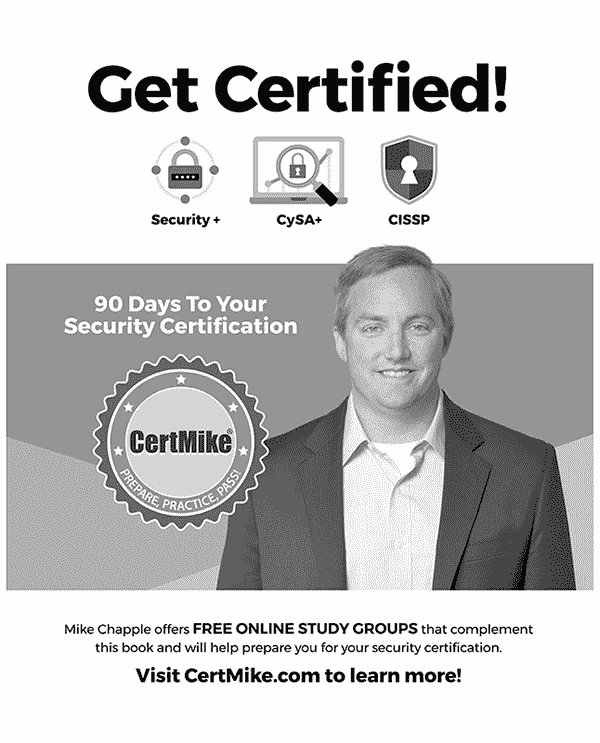 Get Certified!
Security +
CySA+
CISSP
90 Days To Your
Security Certification
CertMike®
PREPARE, PRACTICE, PASS!
Mike Chapple offers FREE ONLINE STUDY GROUPS that complement
this book and will help prepare you for your security certification.
Visit CertMike.com to learn more!